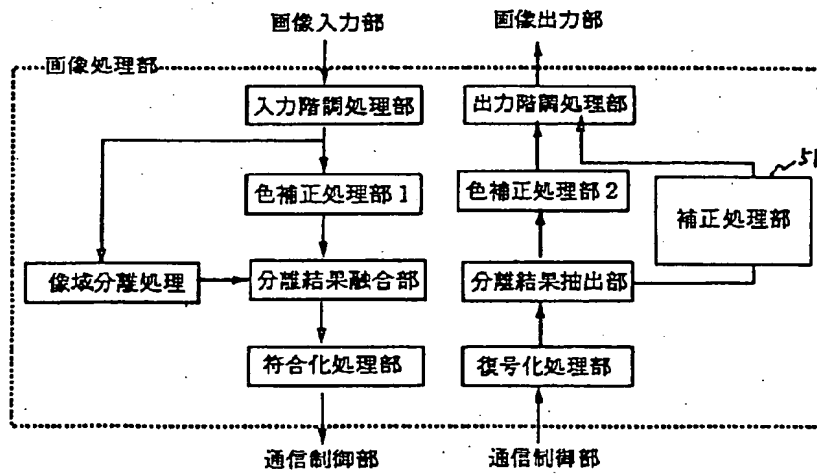 画像入力部
画像出力部
画像処理部
入力階調処理部
出力階調処理部
色補正処理部1
色補正処理部2
補正処理部
像域分離処理
分離結果融合部
分離結果抽出部
符合化処理部
復号化処理部
通信制御部
通信制御部